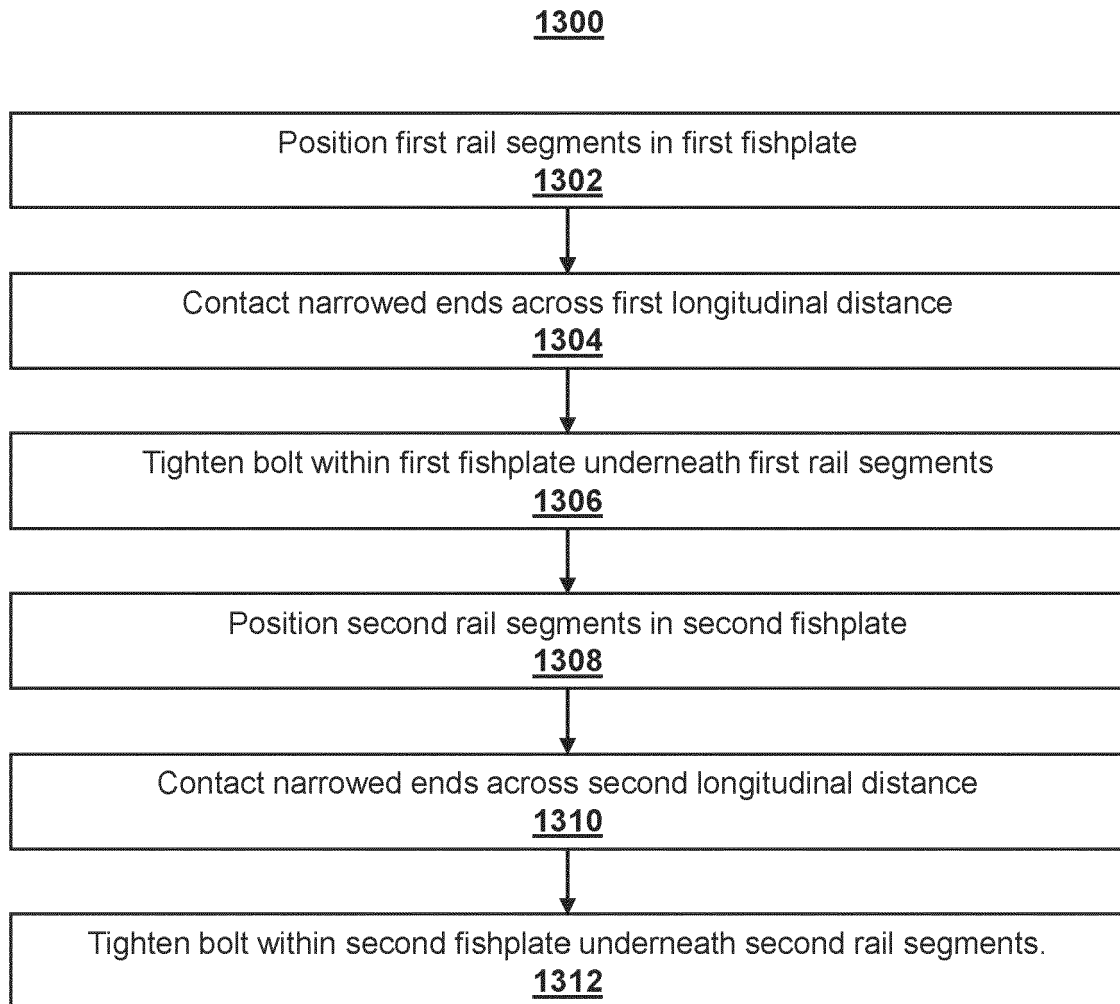 1300
Position first rail segments in first fishplate
1302
Contact narrowed ends across first longitudinal distance
1304
Tighten bolt within first fishplate underneath first rail segments
1306
Position second rail segments in second fishplate
1308
Contact narrowed ends across second longitudinal distance
1310
Tighten bolt within second fishplate underneath second rail segments.
1312